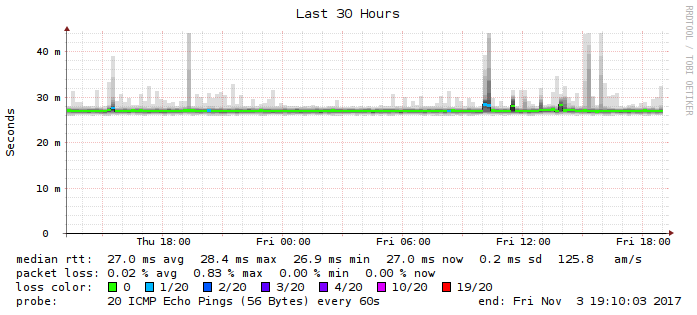 Last 30 Hours
RRDTOOL / TOBI OETIKER
Seconds
40 m
30 m
20 m
10 m
0
Thu 18:00 Fri 00:00 Fri 06:00 Fri 12:00 Fri 18:00
median rtt: 27.0 ms avg 28.4 ms max 26.9 ms min 27.0 ms now 0.2 ms sd 125.8 am/s
packet loss: 0.02 % avg 0.83 % max 0.00 % min 0.00 % now
loss color: 0 1/20 2/20 3/20 4/20 10/20 19/20
probe: 20 ICMP Echo Pings (56 Bytes) every 60s end: Fri Nov 3 19:10:03 2017